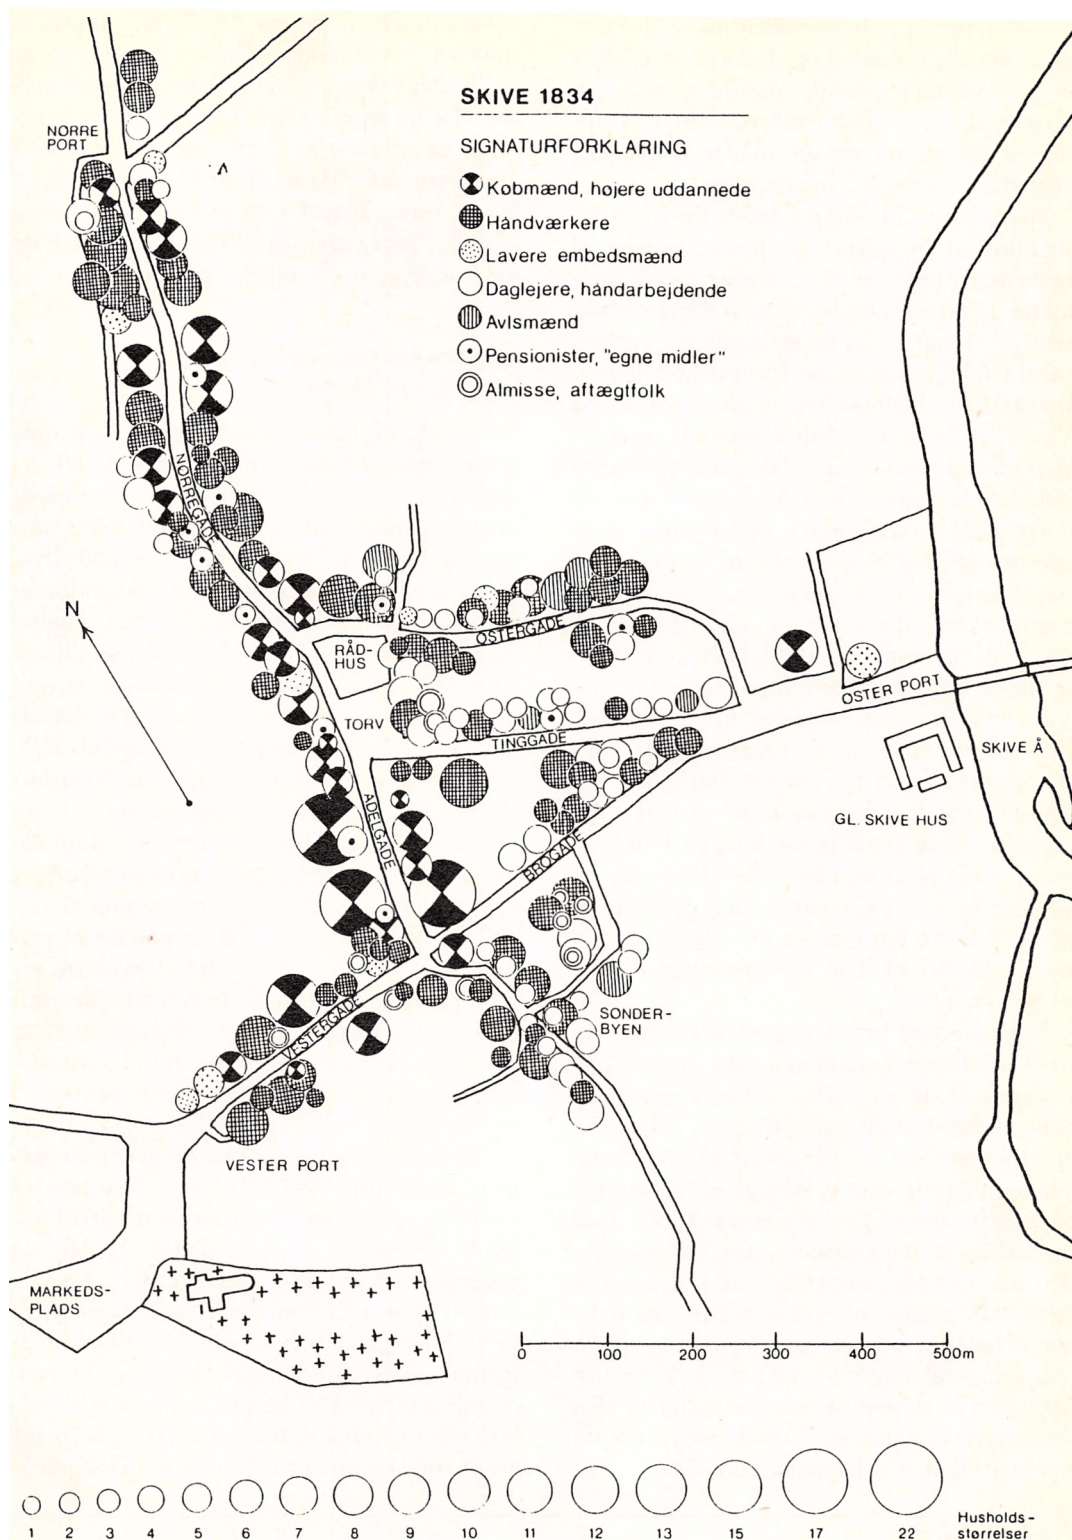 SKIVE 1834
SIGNATURFORKLARING
Købmænd, højere uddannede
Håndværkere
Lavere embedsmænd
Daglejere, håndarbejdende
Avlsmænd
Pensionister, "egne midler"
Almisse, aftægtfolk
NØRRE
PORT
NØRREGADE
N
RÅD-
HUS
ØSTERGADE
TORV
TINGGADE
ØSTER PORT
SKIVE Å
GL. SKIVE HUS
ADELGADE
BROGADE
SØNDER-
BYEN
VESTERGADE
VESTER PORT
MARKEDS-
PLADS
0 100 200 300 400 500m
1 2 3 4 5 6 7 8 9 10 11 12 13 15 17 22
Husholds-
størrelser